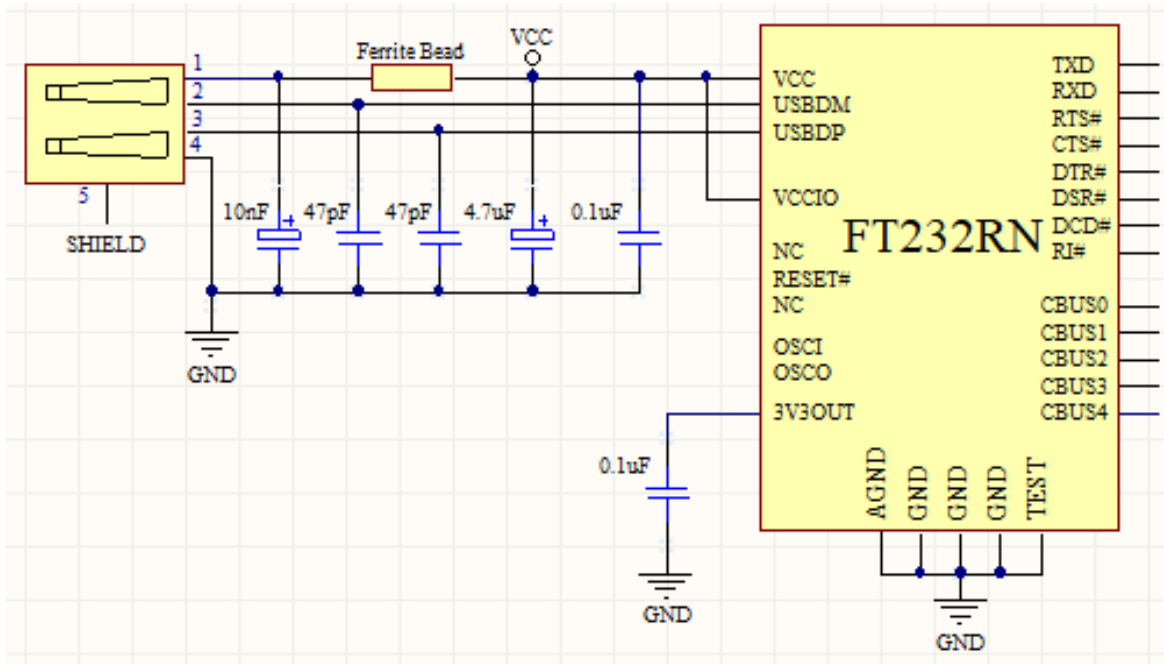 VCC
Ferrite Bead
1
2
3
4
5
SHIELD
10nF
+
47pF
47pF
4.7uF
+
0.1uF
GND
VCC
USBDM
USBDP
VCCIO
NC
RESET#
NC
OSCI
OSCO
3V3OUT
FT232RN
TXD
RXD
RTS#
CTS#
DTR#
DSR#
DCD#
RI#
CBUS0
CBUS1
CBUS2
CBUS3
CBUS4
0.1uF
GND
AGND
GND
GND
GND
TEST
GND